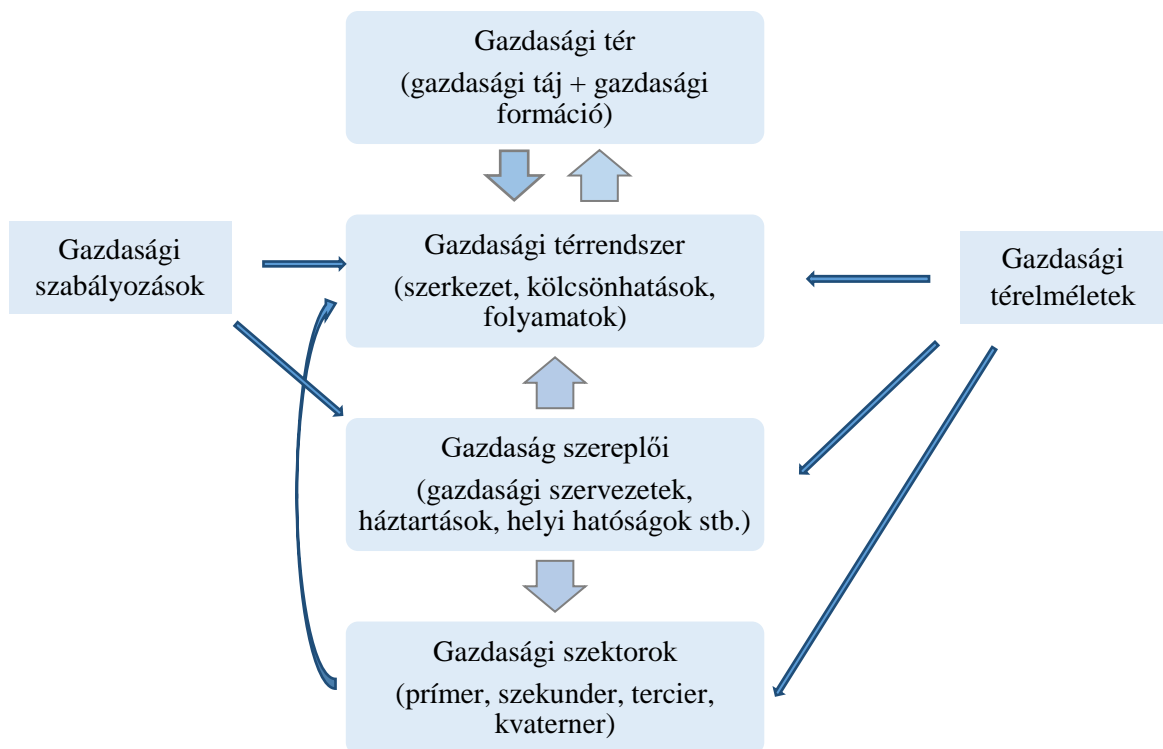 Gazdasági tér
(gazdasági táj + gazdasági
formáció)
Gazdasági
szabályozások
Gazdasági térrendszer
(szerkezet, kölcsönhatások,
folyamatok)
Gazdasági
térelméletek
Gazdaság szereplői
(gazdasági szervezetek,
háztartások, helyi hatóságok stb.)
Gazdasági szektorok
(prímer, szekunder, tercier,
kvaterner)